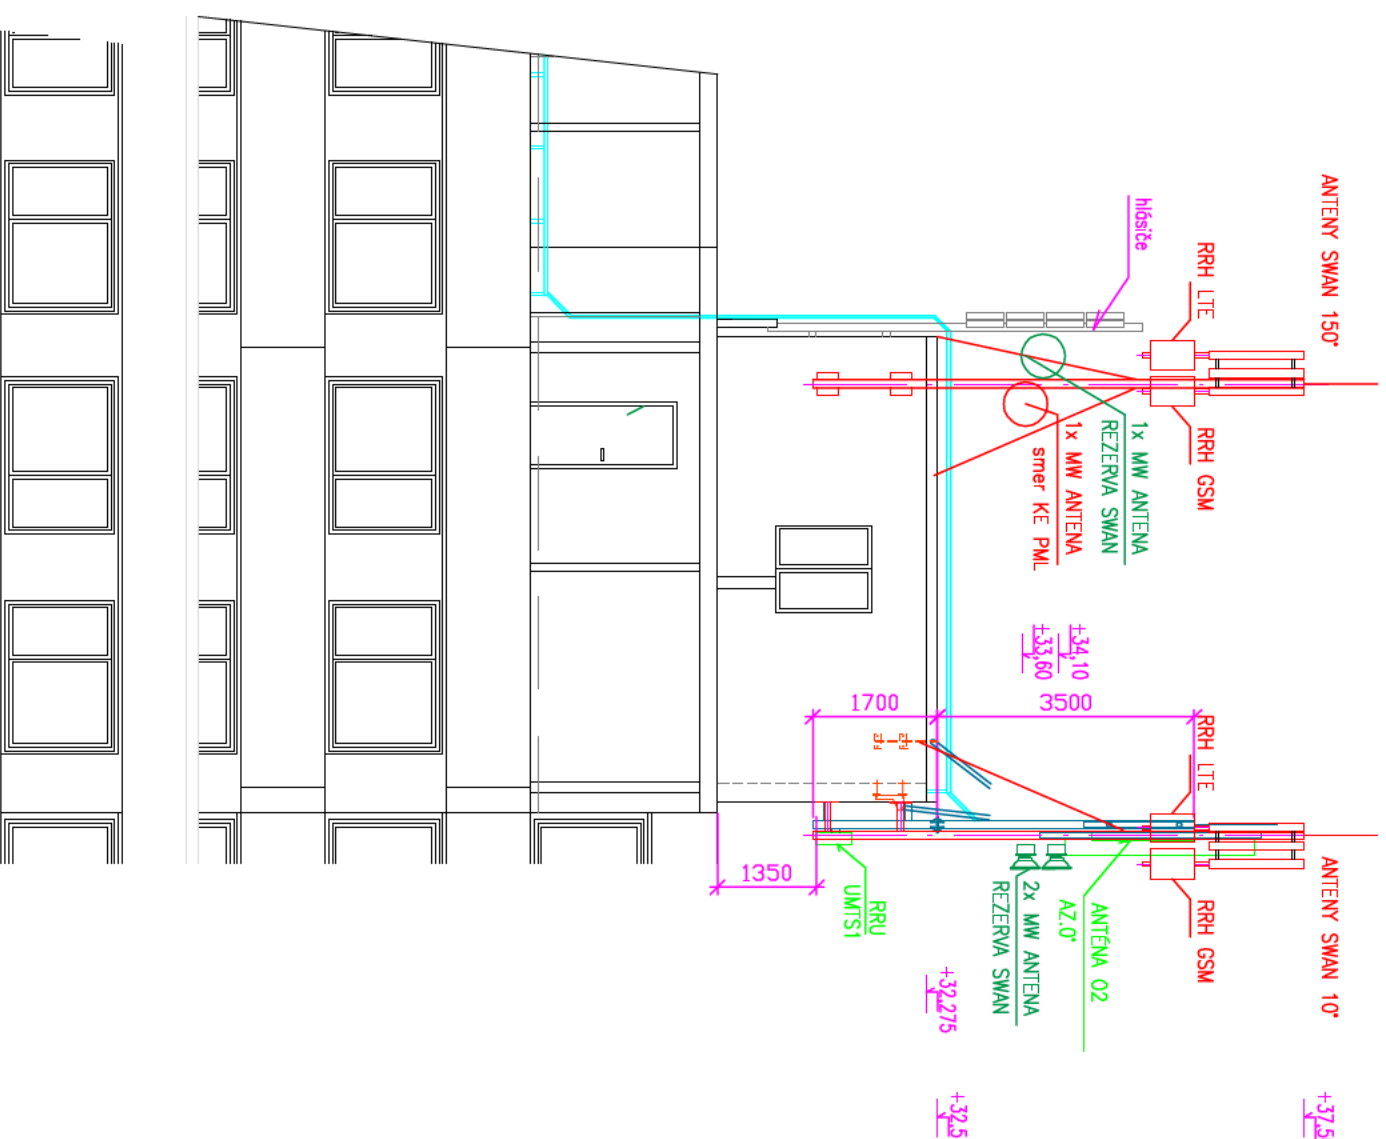 ANTENY SWAN 150°
hlásiče
RRH LTE
RRH GSM
1x MW ANTENA
REZERVA SWAN
1x MW ANTENA
smer KE PML
+34,10
+33,60
1700
3500
RRH LTE
RRH GSM
ANTENY SWAN 10°
ANTÉNA O2
AZ.0°
2x MW ANTENA
REZERVA SWAN
RRU
UMTS1
1350
+32,275
+32,5
+37,5